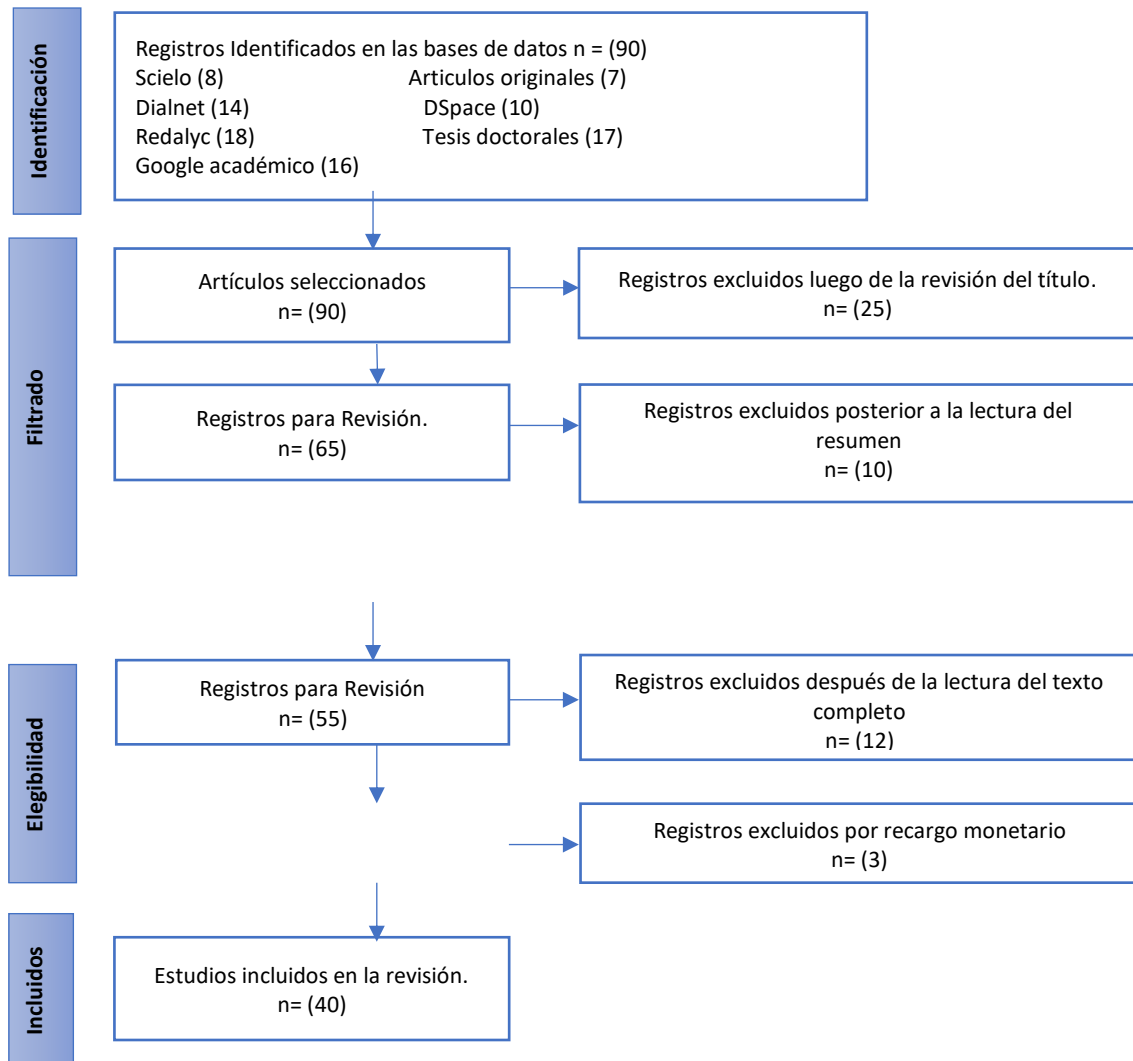 Identificación
Registros Identificados en las bases de datos n = (90)
Scielo (8) Articulos originales (7)
Dialnet (14) DSpace (10)
Redalyc (18) Tesis doctorales (17)
Google académico (16)
Filtrado
Artículos seleccionados
n= (90)
Registros excluidos luego de la revisión del título.
n= (25)
Registros para Revisión.
n= (65)
Registros excluidos posterior a la lectura del
resumen
n= (10)
Elegibilidad
Registros para Revisión
n= (55)
Registros excluidos después de la lectura del texto
completo
n= (12)
Registros excluidos por recargo monetario
n= (3)
Incluidos
Estudios incluidos en la revisión.
n= (40)